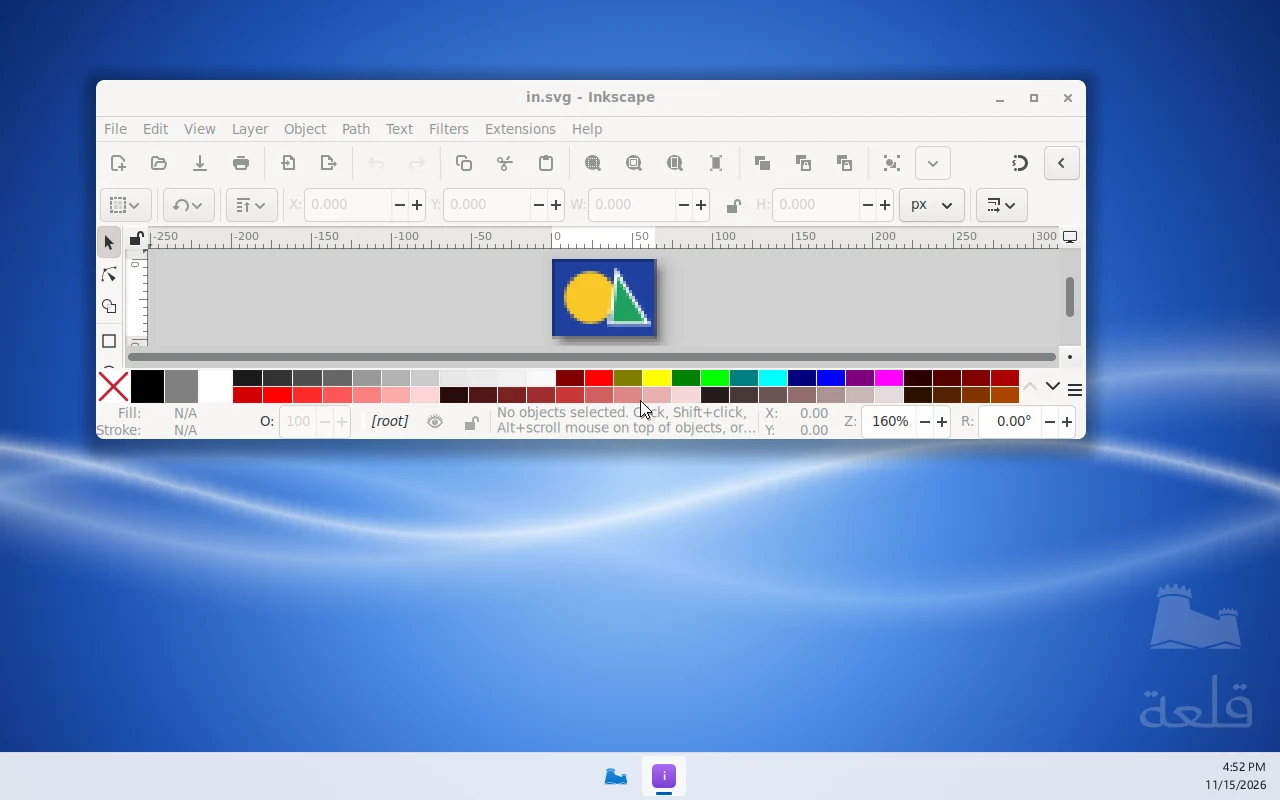 in.svg - Inkscape
File Edit View Layer Object Path Text Filters Extensions Help
X: 0.000 Y: 0.000 W: 0.000 H: 0.000 px
-250 -200 -150 -100 -50 0 50 100 150 200 250 300
0
Fill: N/A
Stroke: N/A
O: 100 [root]
No objects selected. Click, Shift+click,
Alt+scroll mouse on top of objects, or...
X: 0.00
Y: 0.00
Z: 160% R: 0.00°
قلعة
i
4:52 PM
11/15/2026